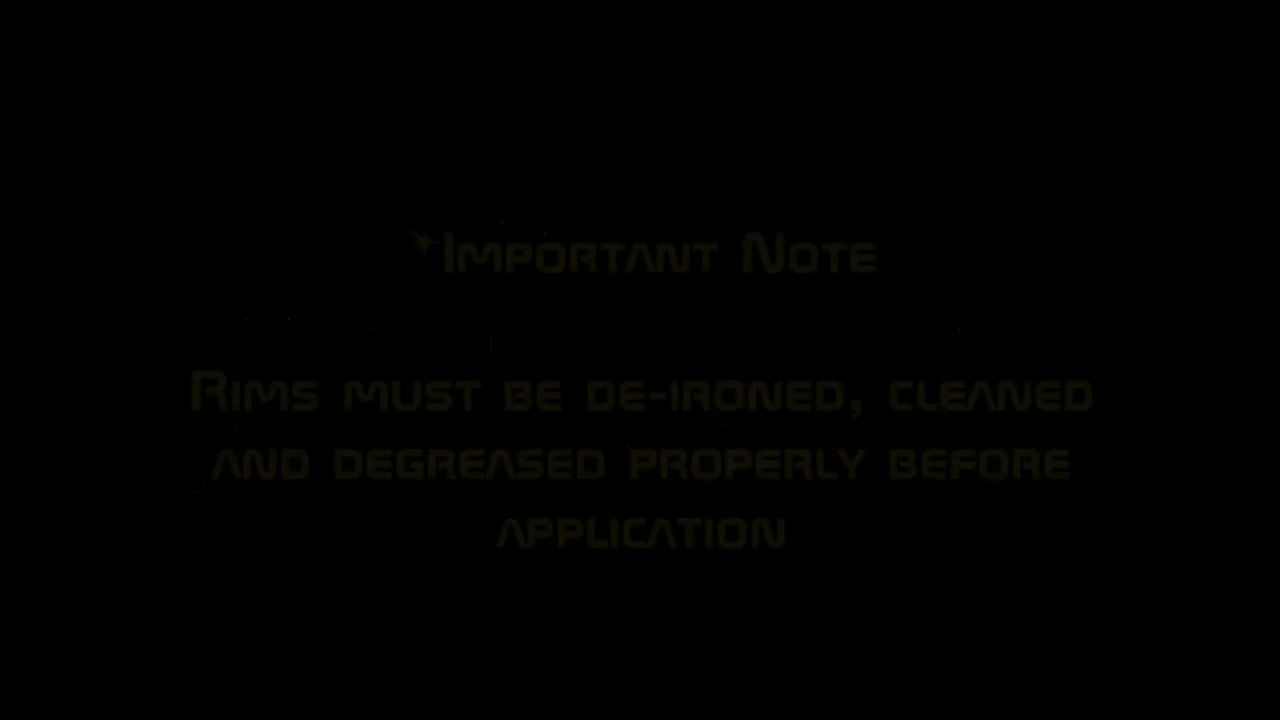 *Important Note
Rims must be de-ironed, cleaned
and degreased properly before
application